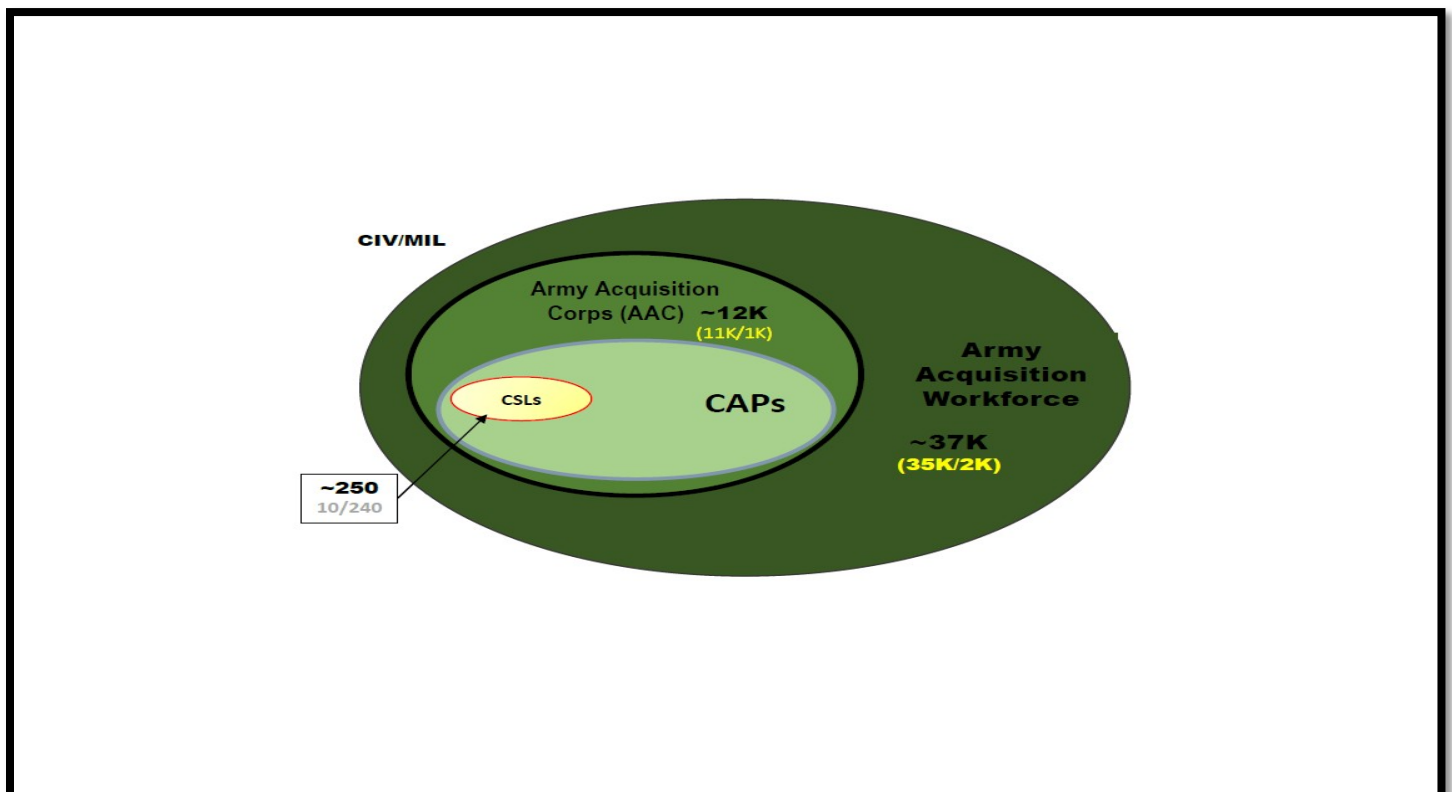 CIV/MIL
Army Acquisition
Corps (AAC) ~12K
(11K/1K)
CSLs
CAPs
Army
Acquisition
Workforce
~37K
(35K/2K)
~250
10/240